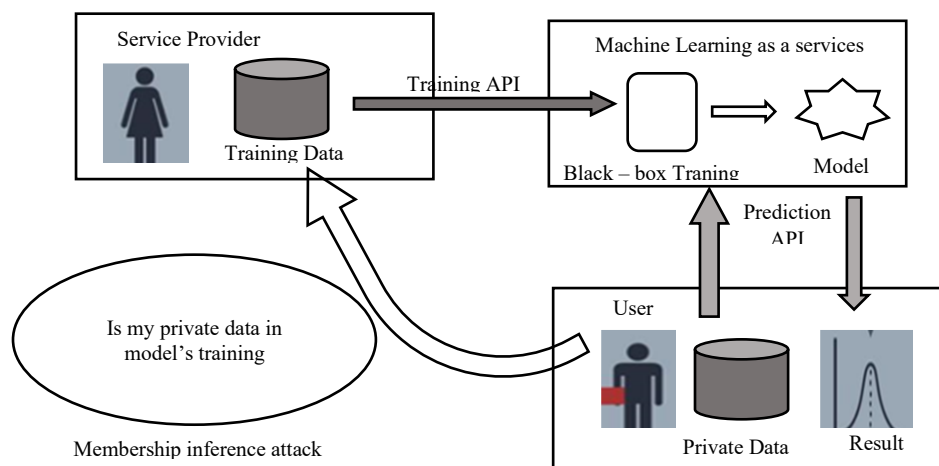 Service Provider
Training Data
Training API
Machine Learning as a services
Black – box Traning
Model
Prediction
API
Is my private data in
model's training
Membership inference attack
User
Private Data
Result